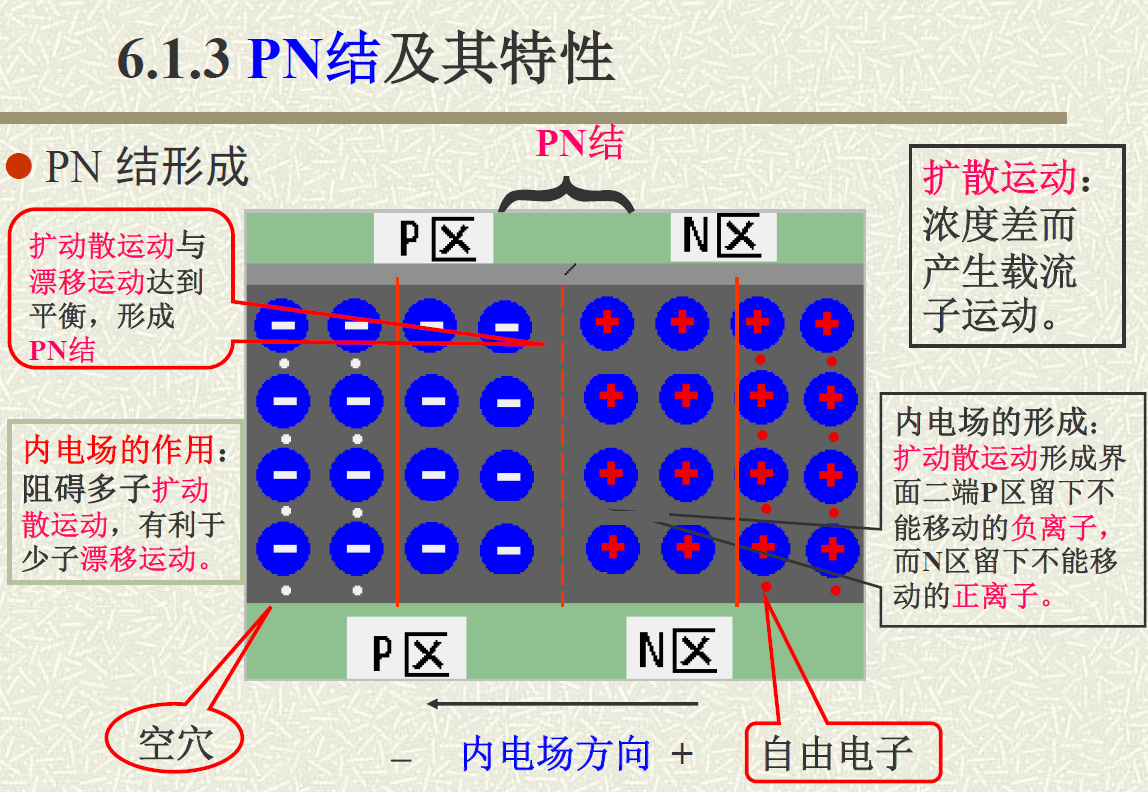 6.1.3 PN结及其特性
PN 结形成
PN结
扩散运动：
浓度差而
产生载流
子运动。
扩动散运动与
漂移运动达到
平衡，形成
PN结
P区
N区
内电场的作用：
阻碍多子扩动
散运动，有利于
少子漂移运动。
内电场的形成：
扩动散运动形成界
面二端P区留下不
能移动的负离子，
而N区留下不能移
动的正离子。
P区
N区
空穴
－ 内电场方向 +
自由电子